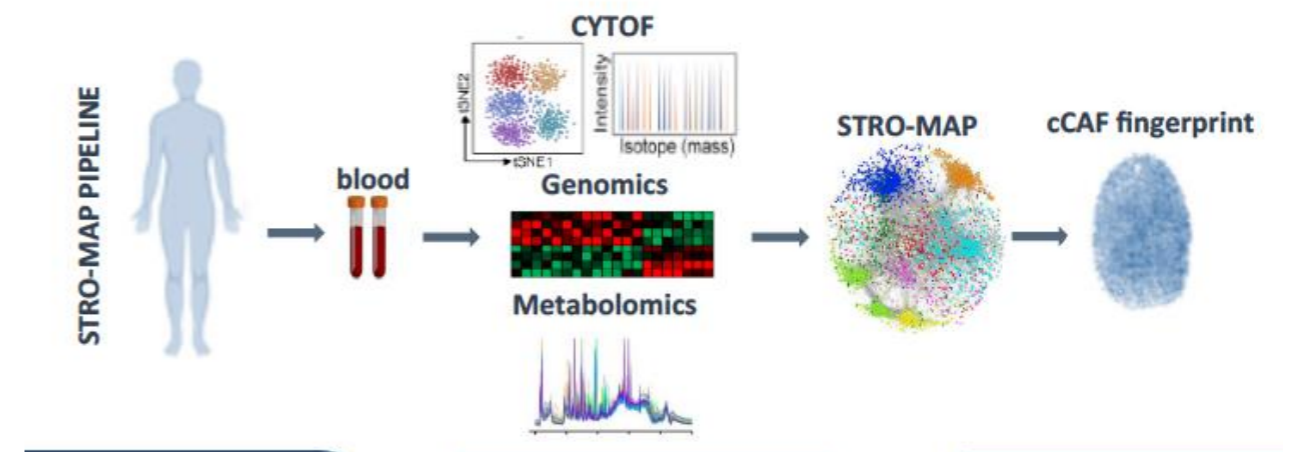 STRO-MAP PIPELINE
blood
CYTOF
tSNE2
tSNE1
Intensity
Isotope (mass)
Genomics
Metabolomics
STRO-MAP
cCAF fingerprint